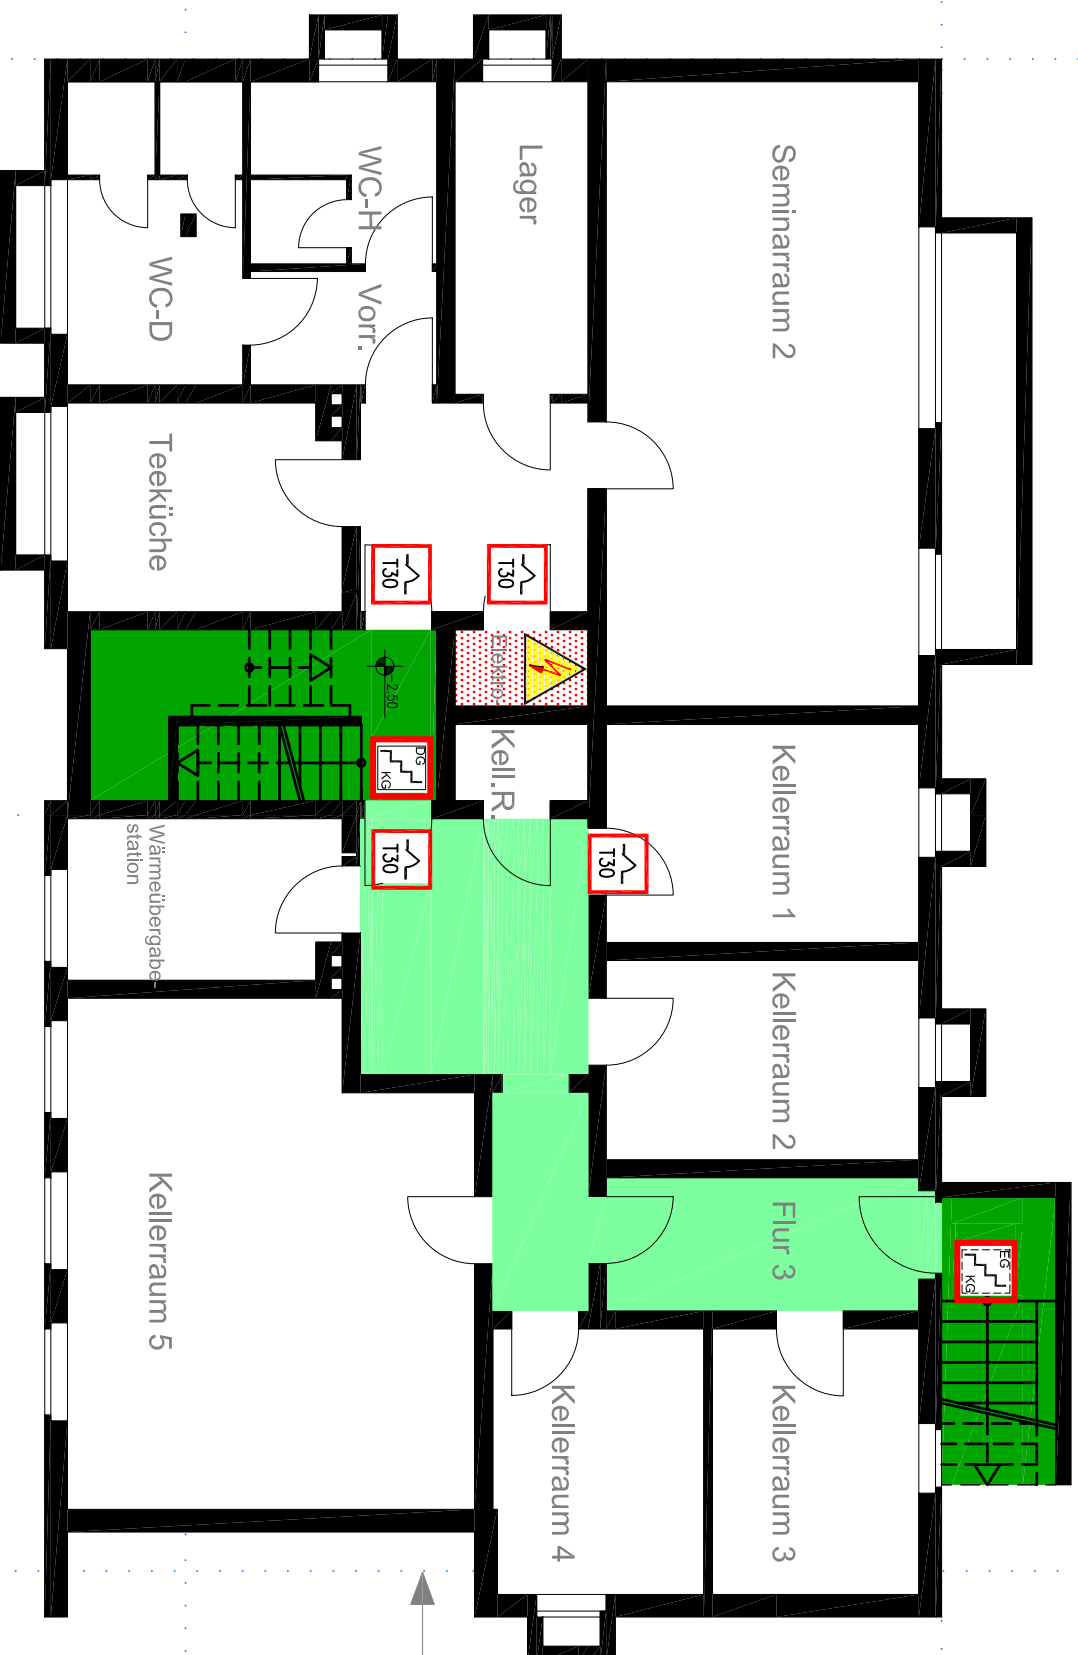 Seminarraum 2
Lager
WC-H
WC-D
Vorr.
Teeküche
T30
T30
Elektro.
-2.50
DG
KG
Kell.R.
Kellerraum 1
T30
T30
Wärmeübergabe-
station
Kellerraum 2
Kellerraum 5
Flur 3
EG
KG
Kellerraum 4
Kellerraum 3